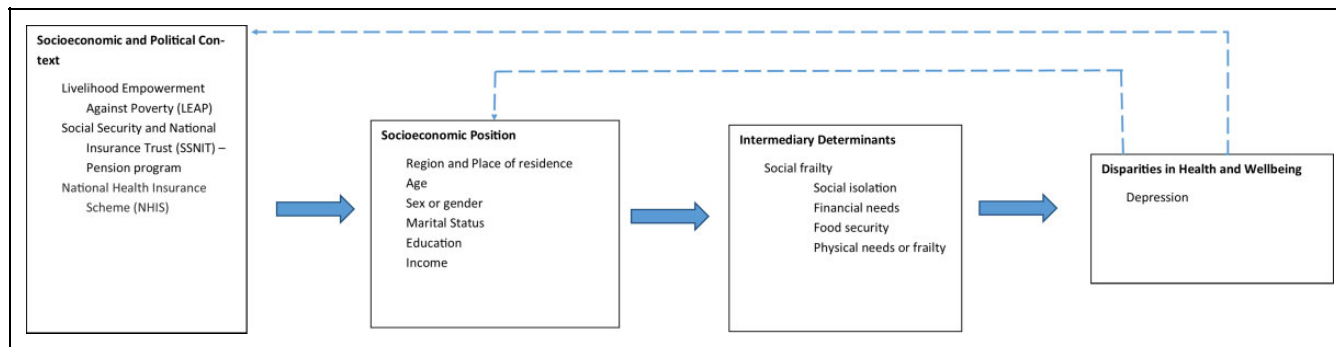 Socioeconomic and Political Con-
text
Livelihood Empowerment
Against Poverty (LEAP)
Social Security and National
Insurance Trust (SSNIT) –
Pension program
National Health Insurance
Scheme (NHIS)
Socioeconomic Position
Region and Place of residence
Age
Sex or gender
Marital Status
Education
Income
Intermediary Determinants
Social frailty
Social isolation
Financial needs
Food security
Physical needs or frailty
Disparities in Health and Wellbeing
Depression